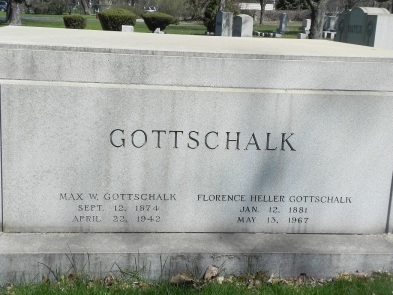 GOTTSCHALK
MAX W. GOTTSCHALK
SEPT. 12, 1874
APRIL 22, 1942
FLORENCE HELLER GOTTSCHALK
JAN. 12, 1881
MAY 13, 1967